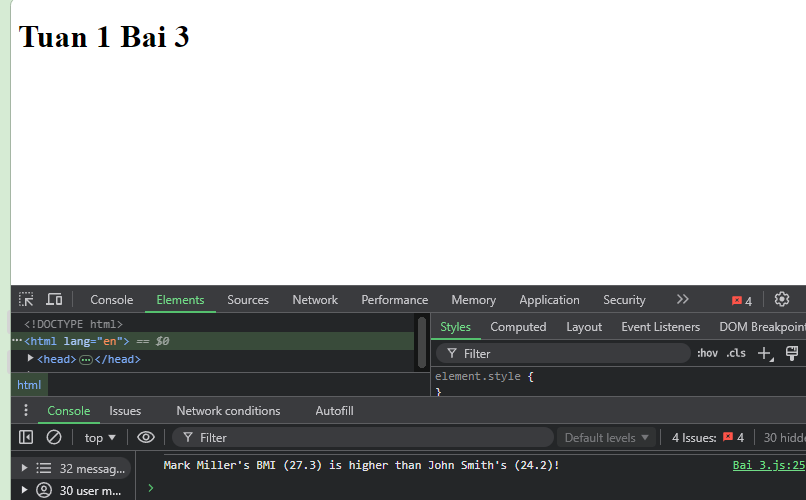 Tuan 1 Bai 3
Console Elements Sources Network Performance Memory Application Security 4
<!DOCTYPE html>
<html lang="en"> == $0
<head> </head>
html
Styles Computed Layout Event Listeners DOM Breakpoint
Filter :hov .cls
element.style {
}
Console Issues Network conditions Autofill
top Filter Default levels 4 Issues: 4 30 hidde
32 messag...
30 user m...
Mark Miller's BMI (27.3) is higher than John Smith's (24.2)! Bai 3.js:25